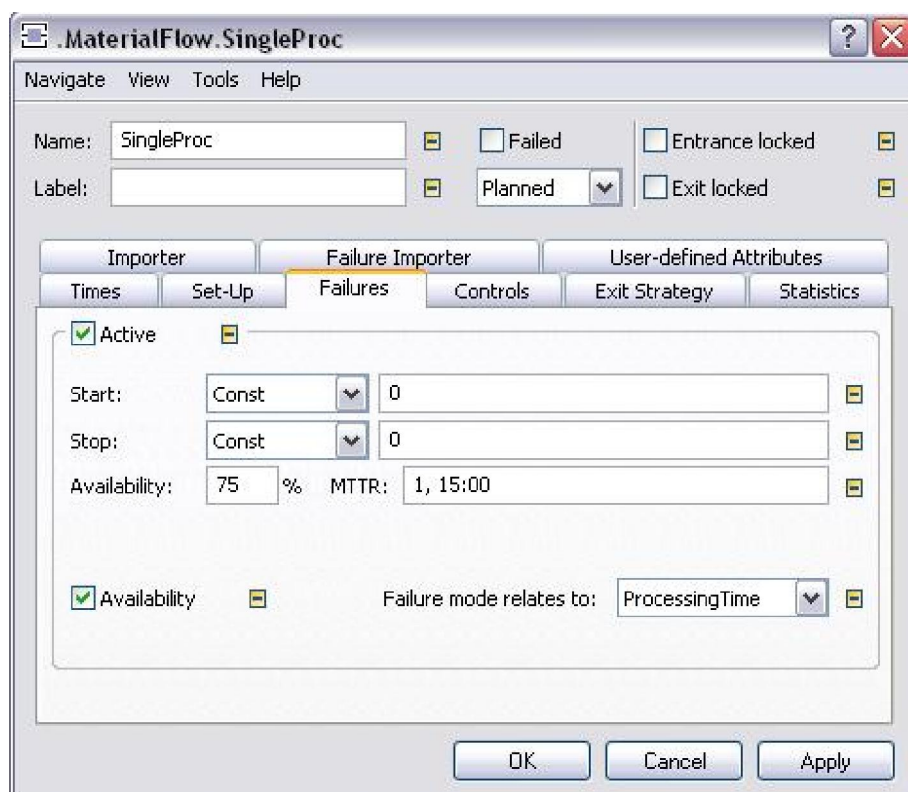 .MaterialFlow.SingleProc
Navigate View Tools Help
Name: SingleProc Failed Entrance locked
Label: Planned Exit locked
Importer Failure Importer User-defined Attributes
Times Set-Up Failures Controls Exit Strategy Statistics
Active
Start: Const 0
Stop: Const 0
Availability: 75 % MTTR: 1, 15:00
Availability Failure mode relates to: ProcessingTime
OK Cancel Apply